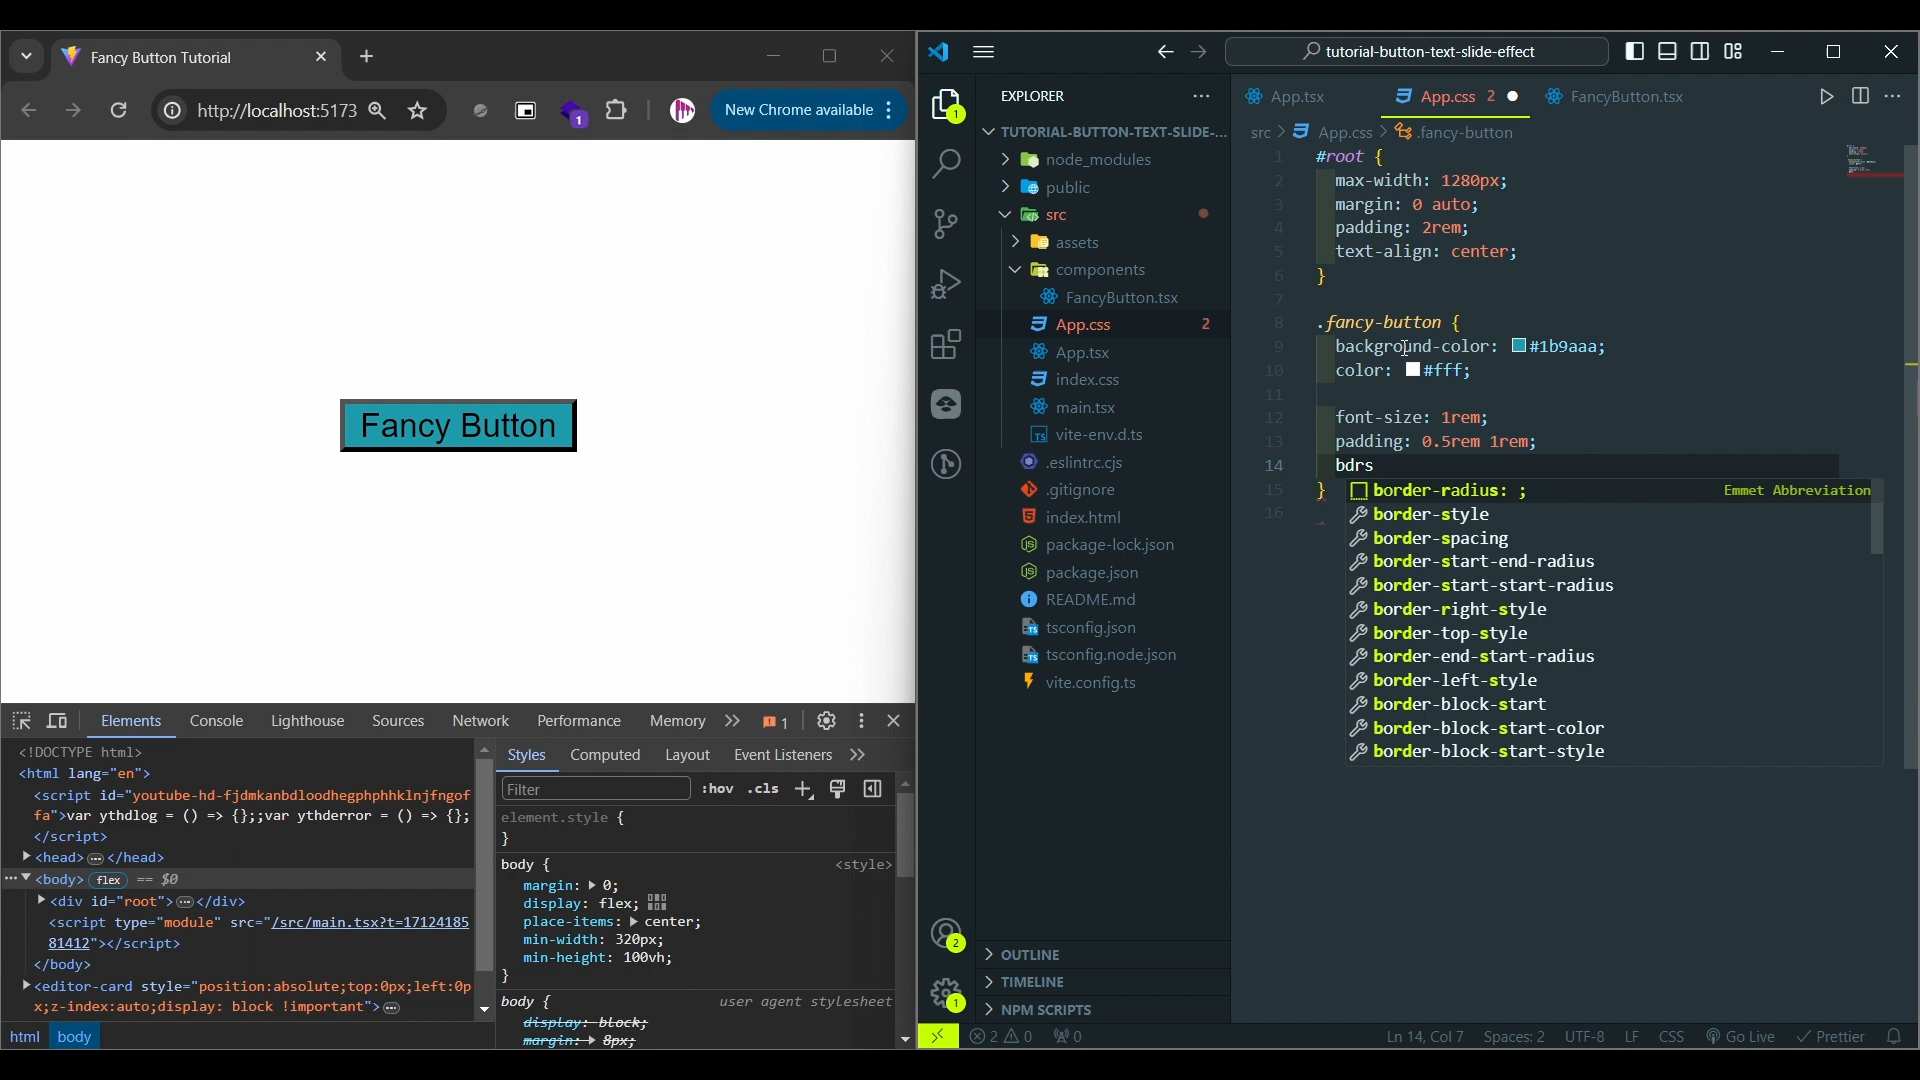 Fancy Button Tutorial
http://localhost:5173
1
New Chrome available
Fancy Button
Elements
Console
Lighthouse
Sources
Network
Performance
Memory
1
<!DOCTYPE html>
<html lang="en">
<script id="youtube-hd-fjdmkanbdloodhegphphhklnjfngof
fa">var ythdlog = () => {};;var ythderror = () => {};
</script>
<head> … </head>
… <body> flex == $0
<div id="root"> … </div>
<script type="module" src="/src/main.tsx?t=17124185
81412"></script>
</body>
<editor-card style="position:absolute;top:0px;left:0p
x;z-index:auto;display: block !important"> …
html body
Styles
Computed
Layout
Event Listeners
Filter
:hov .cls
element.style {
}
body { <style>
margin: 0;
display: flex;
place-items: center;
min-width: 320px;
min-height: 100vh;
}
body { user agent stylesheet
display: block;
margin: 8px;
tutorial-button-text-slide-effect
1
EXPLORER
TUTORIAL-BUTTON-TEXT-SLIDE-...
node_modules
public
src
assets
components
FancyButton.tsx
App.css 2
App.tsx
index.css
main.tsx
vite-env.d.ts
.eslintrc.cjs
.gitignore
index.html
package-lock.json
package.json
README.md
tsconfig.json
tsconfig.node.json
vite.config.ts
2
1
OUTLINE
TIMELINE
NPM SCRIPTS
App.tsx
App.css 2
FancyButton.tsx
src > App.css > .fancy-button
1 #root {
2 max-width: 1280px;
3 margin: 0 auto;
4 padding: 2rem;
5 text-align: center;
6 }
7
8 .fancy-button {
9 background-color: #1b9aaa;
10 color: #fff;
11
12 font-size: 1rem;
13 padding: 0.5rem 1rem;
14 bdrs
15 }
16
border-radius: ; Emmet Abbreviation
border-style
border-spacing
border-start-end-radius
border-start-start-radius
border-right-style
border-top-style
border-end-start-radius
border-left-style
border-block-start
border-block-start-color
border-block-start-style
2 0 0
Ln 14, Col 7
Spaces: 2
UTF-8
LF
CSS
Go Live
Prettier